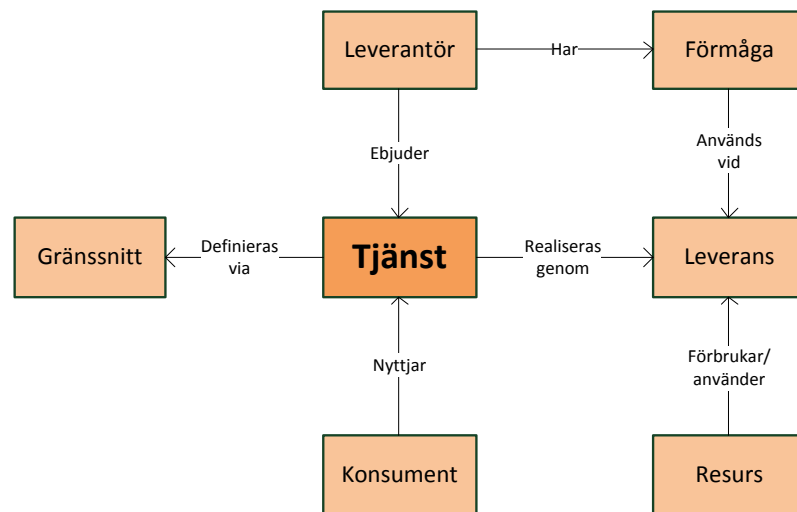 Leverantör
Har
Förmåga
Ebjuder
Används
vid
Gränssnitt
Definieras
via
Tjänst
Realiseras
genom
Leverans
Nyttjar
Förbrukar/
använder
Konsument
Resurs